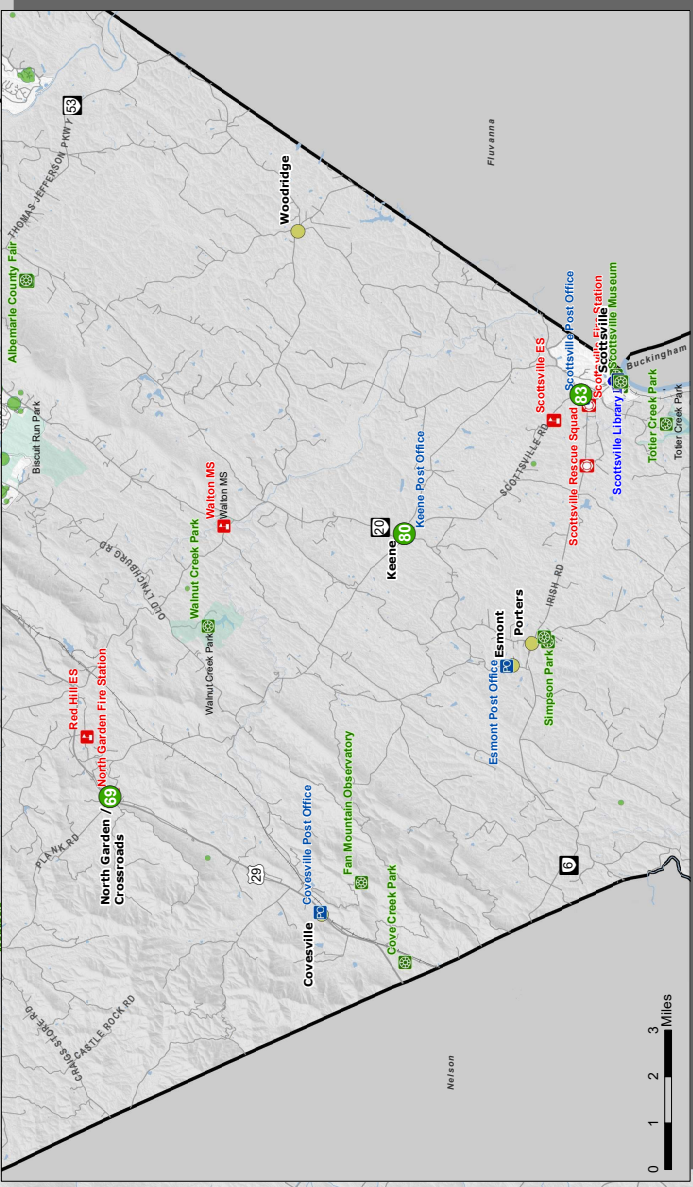 CRAIGS STORE RD
CASTLE ROCK RD
PLANK RD
Red Hill ES
North Garden Fire Station
North Garden /
Crossroads
69
OLD LYNCHBURG RD
Biscuit Run Park
Albemarle County Fair
THOMAS JEFFERSON PKWY
53
Walnut Creek Park
Walnut Creek Park
Walton MS
Walton MS
29
Covesville
Covesville Post Office
PO
Fan Mountain Observatory
Cove Creek Park
Woodridge
20
Keene
80
Keene Post Office
Nelson
Fluvanna
Esmont Post Office
PO
Esmont
Porters
Simpson Park
IRISH RD
SCOTTSVILLE RD
6
Scottsville ES
Scottsville Post Office
83
Scottsville Rescue Squad
Scottsville Fire Station
Scottsville
Scottsville Museum
Scottsville Library
Totier Creek Park
Totier Creek Park
Buckingham
0 1 2 3
Miles